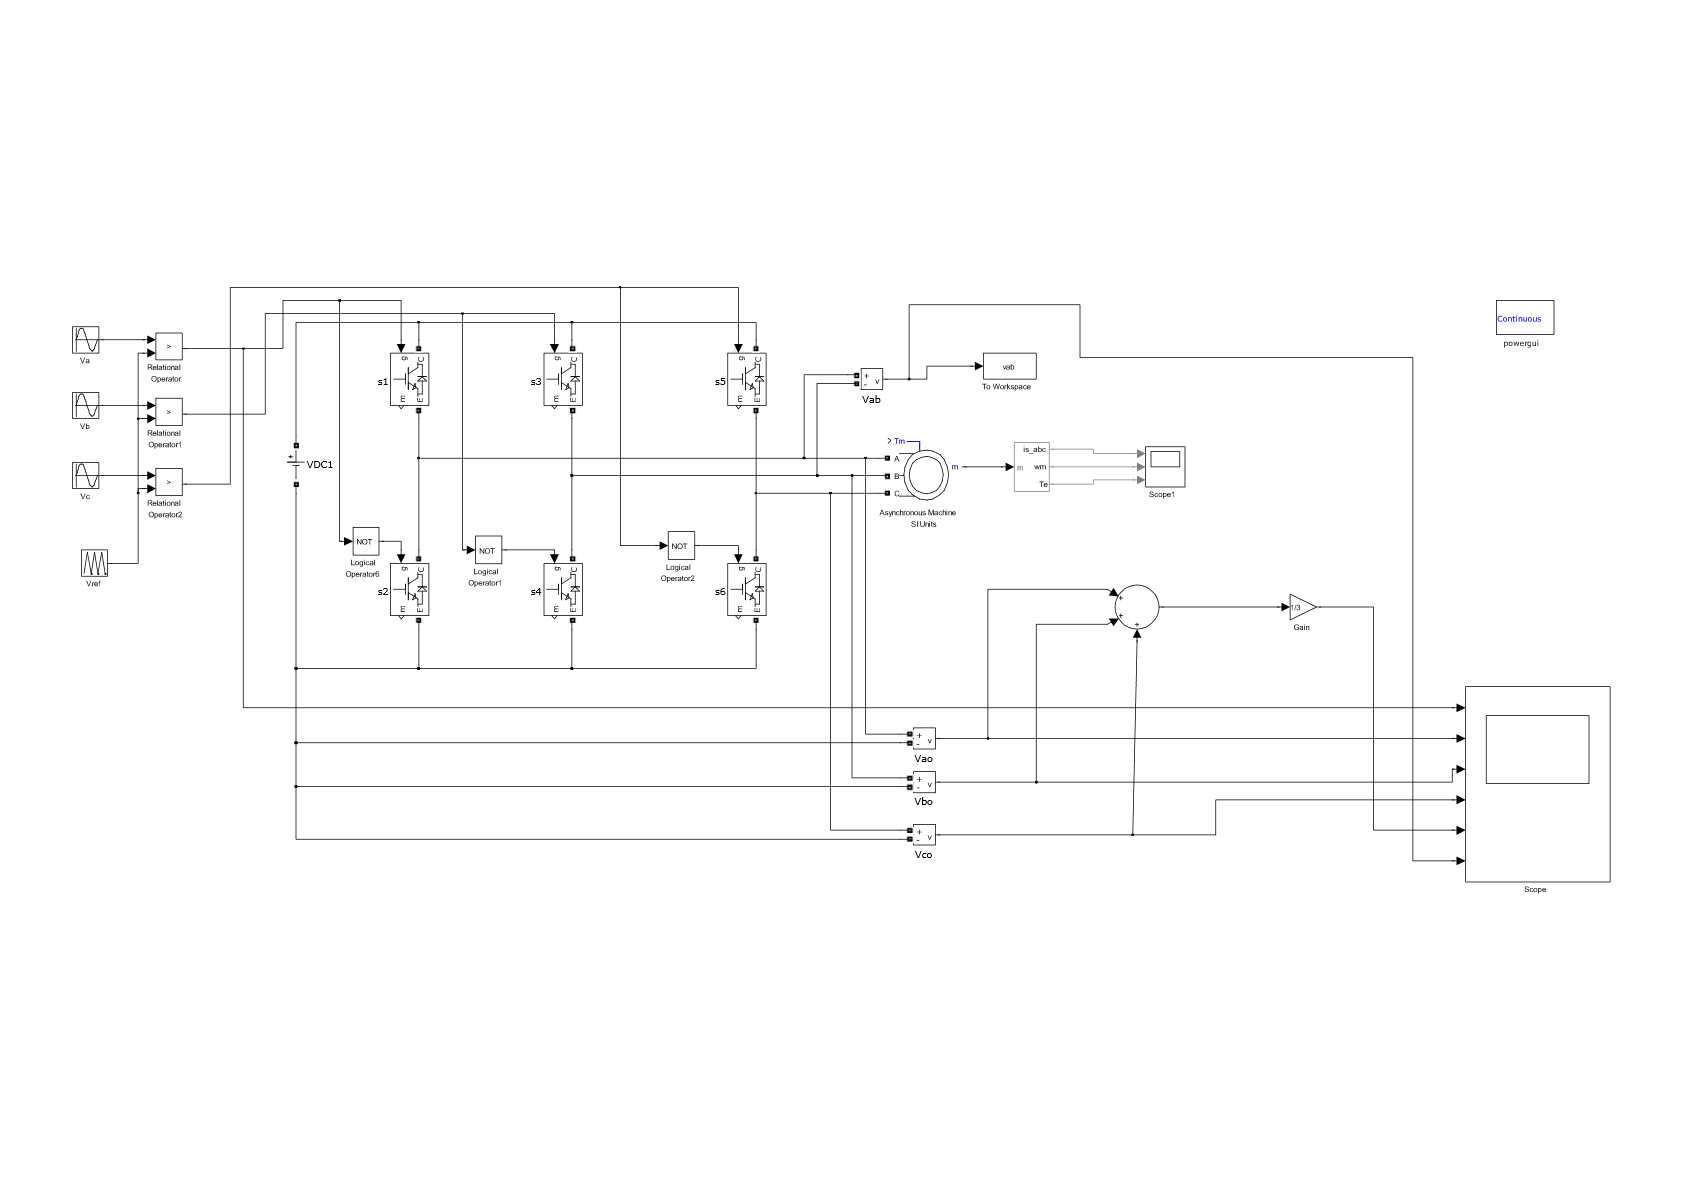 Continuous
powergui
Va
>
Relational
Operator
g
C
s1
m
E
g
C
s3
m
E
g
C
s5
m
E
+
-
v
Vab
vab
To Workspace
Vb
>
Relational
Operator1
Vc
>
Relational
Operator2
+
VDC1
Tm
A
B
C
m
Asynchronous Machine
SI Units
m
is_abc
wm
Te
Scope1
Vref
NOT
Logical
Operator6
NOT
Logical
Operator1
NOT
Logical
Operator2
g
C
s2
m
E
g
C
s4
m
E
g
C
s6
m
E
+
+
+
1/3
Gain
+
-
v
Vao
+
-
v
Vbo
+
-
v
Vco
Scope